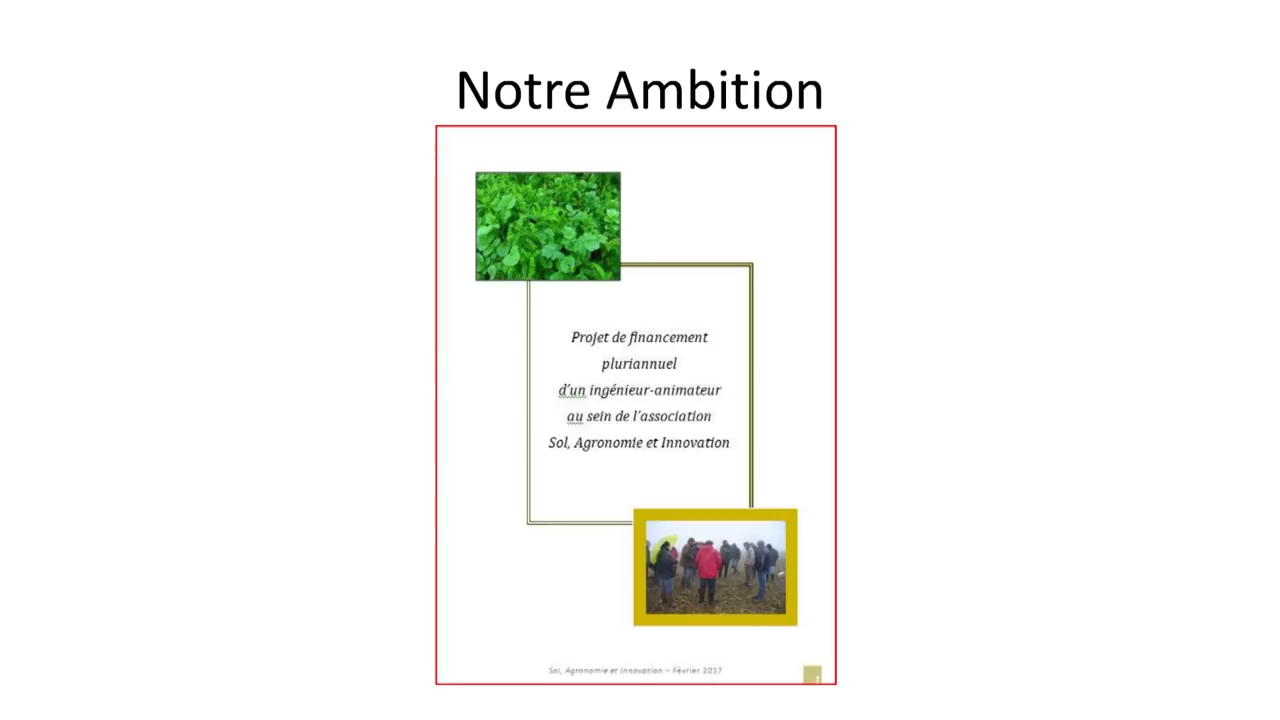 Notre Ambition
Projet de financement
pluriannuel
d'un ingénieur-animateur
au sein de l'association
Sol, Agronomie et Innovation
Sol, Agronomie et Innovation – Février 2017
1